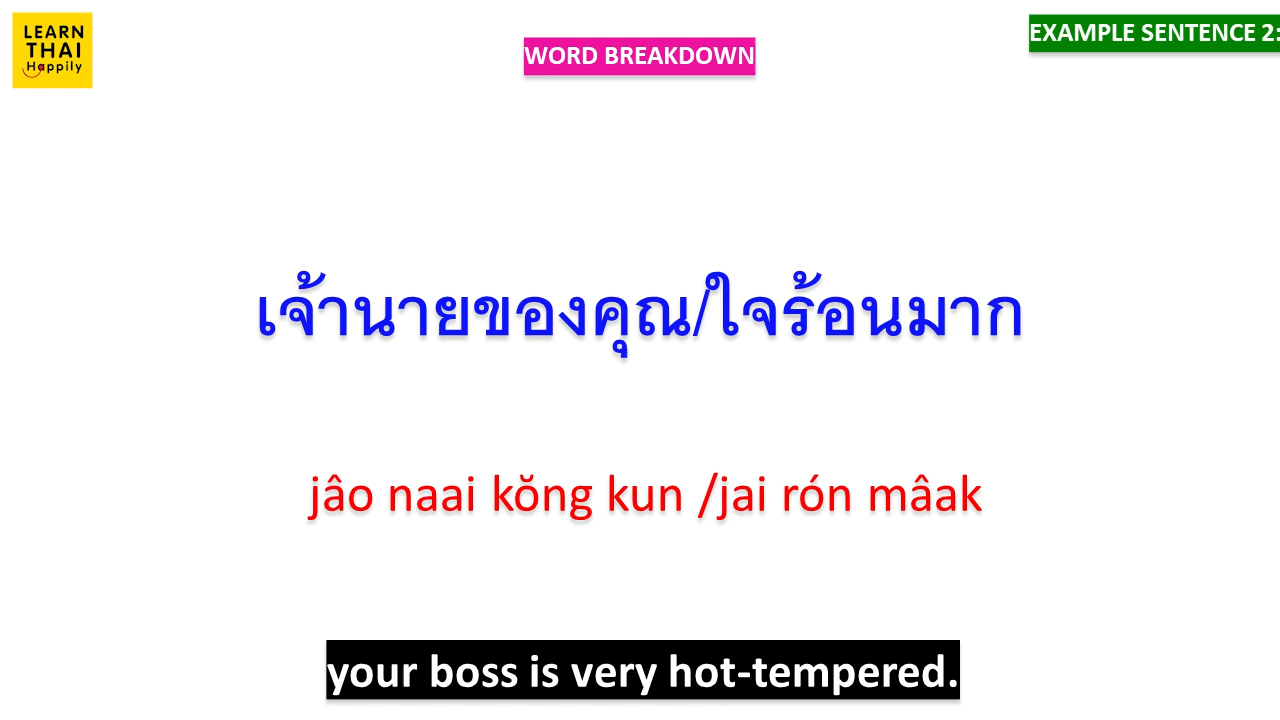 LEARN
THAI
Happily
WORD BREAKDOWN
EXAMPLE SENTENCE 2:
เจ้านายของคุณ/ใจร้อนมาก
jâo naai kŏng kun /jai rón mâak
your boss is very hot-tempered.